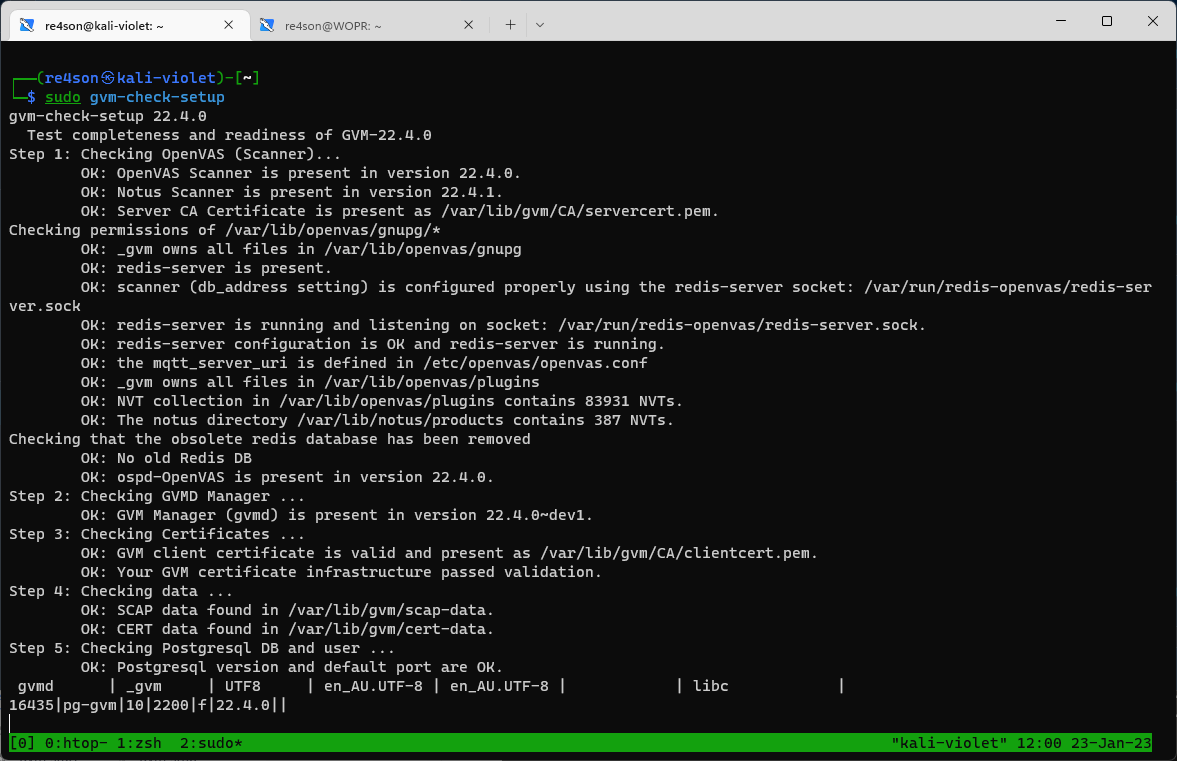 re4son@kali-violet: ~
re4son@WOPR: ~
┌──(re4son㉿kali-violet)-[~]
└─$ sudo gvm-check-setup
gvm-check-setup 22.4.0
  Test completeness and readiness of GVM-22.4.0
Step 1: Checking OpenVAS (Scanner)...
        OK: OpenVAS Scanner is present in version 22.4.0.
        OK: Notus Scanner is present in version 22.4.1.
        OK: Server CA Certificate is present as /var/lib/gvm/CA/servercert.pem.
Checking permissions of /var/lib/openvas/gnupg/*
        OK: _gvm owns all files in /var/lib/openvas/gnupg
        OK: redis-server is present.
        OK: scanner (db_address setting) is configured properly using the redis-server socket: /var/run/redis-openvas/redis-ser
ver.sock
        OK: redis-server is running and listening on socket: /var/run/redis-openvas/redis-server.sock.
        OK: redis-server configuration is OK and redis-server is running.
        OK: the mqtt_server_uri is defined in /etc/openvas/openvas.conf
        OK: _gvm owns all files in /var/lib/openvas/plugins
        OK: NVT collection in /var/lib/openvas/plugins contains 83931 NVTs.
        OK: The notus directory /var/lib/notus/products contains 387 NVTs.
Checking that the obsolete redis database has been removed
        OK: No old Redis DB
        OK: ospd-OpenVAS is present in version 22.4.0.
Step 2: Checking GVMD Manager ...
        OK: GVM Manager (gvmd) is present in version 22.4.0~dev1.
Step 3: Checking Certificates ...
        OK: GVM client certificate is valid and present as /var/lib/gvm/CA/clientcert.pem.
        OK: Your GVM certificate infrastructure passed validation.
Step 4: Checking data ...
        OK: SCAP data found in /var/lib/gvm/scap-data.
        OK: CERT data found in /var/lib/gvm/cert-data.
Step 5: Checking Postgresql DB and user ...
        OK: Postgresql version and default port are OK.
 gvmd      | _gvm     | UTF8     | en_AU.UTF-8 | en_AU.UTF-8 |            | libc            |
16435|pg-gvm|10|2200|f|22.4.0||
[0] 0:htop- 1:zsh  2:sudo* "kali-violet" 12:00 23-Jan-23